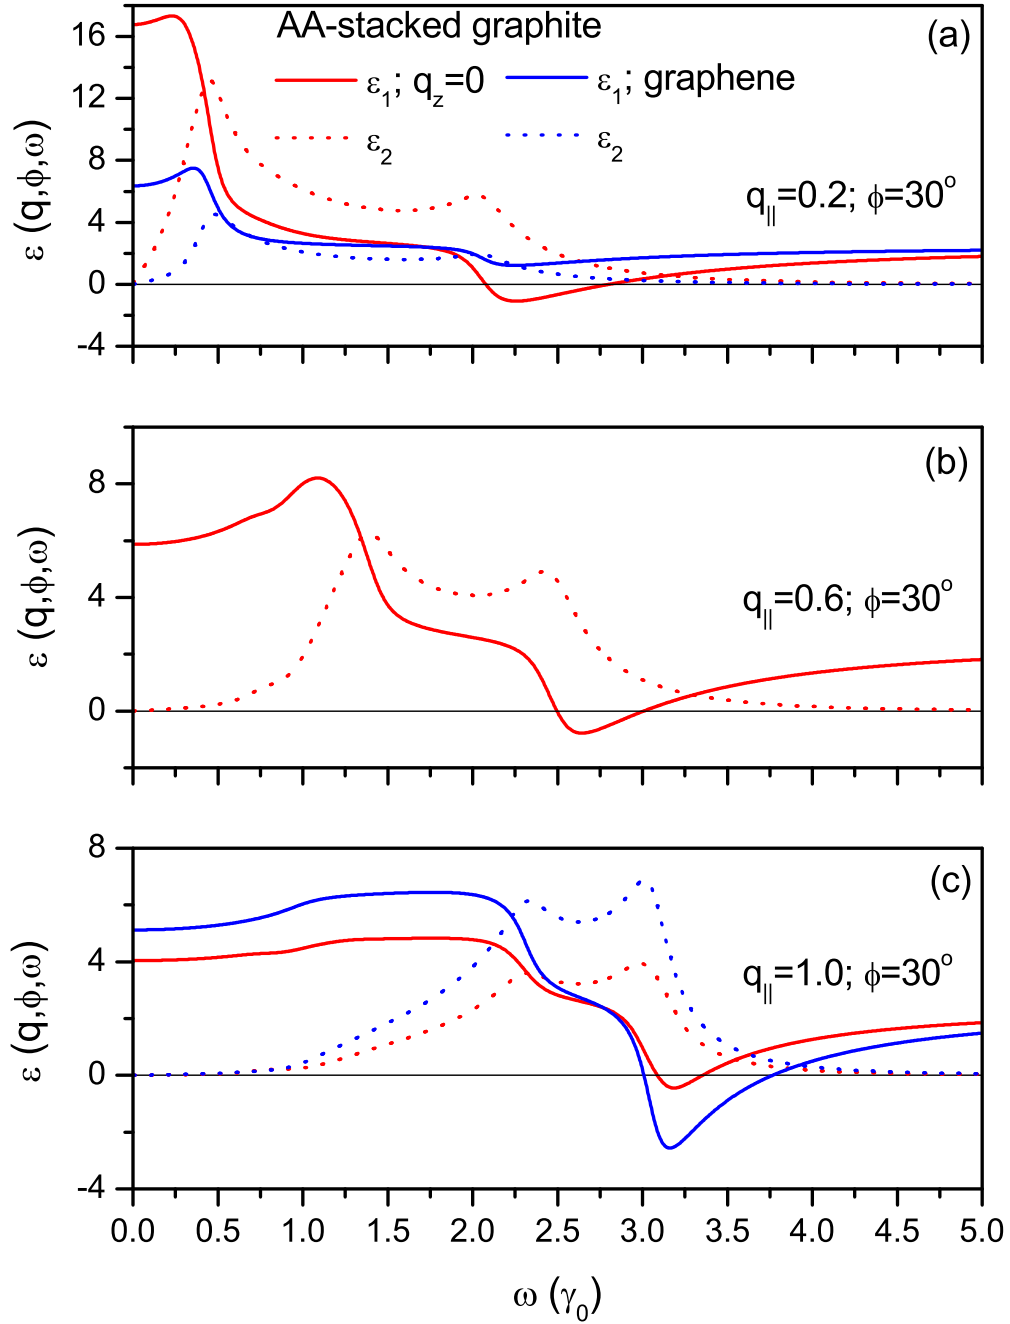 AA-stacked graphite
(a)
ε₁; q_z=0
ε₁; graphene
ε₂
ε₂
q_||=0.2; ϕ=30°
16
12
8
4
0
-4
ε (q,ϕ,ω)
(b)
q_||=0.6; ϕ=30°
8
4
0
ε (q,ϕ,ω)
(c)
q_||=1.0; ϕ=30°
8
4
0
-4
ε (q,ϕ,ω)
0.0 0.5 1.0 1.5 2.0 2.5 3.0 3.5 4.0 4.5 5.0
ω (γ₀)